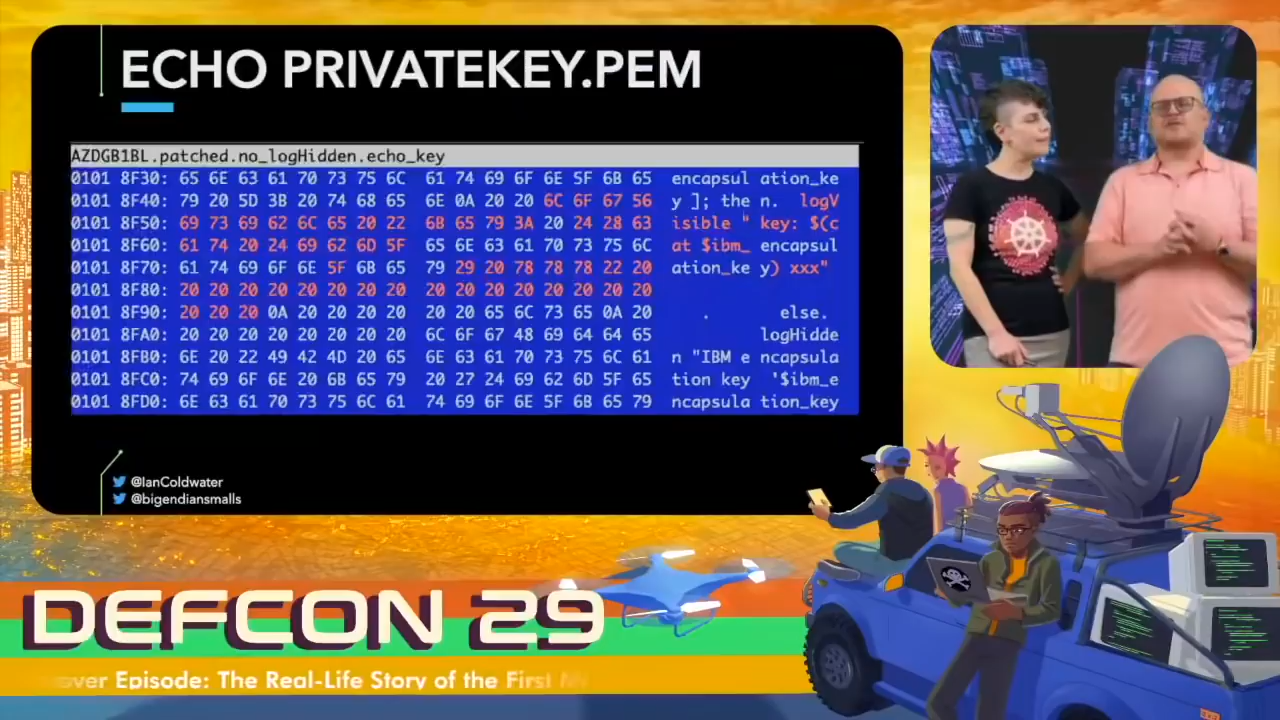 ECHO PRIVATEKEY.PEM
AZDGB1BL.patched.no_logHidden.echo_key
0101 8F30: 65 6E 63 61 70 73 75 6C 61 74 69 6F 6E 5F 6B 65 encapsul ation_ke
0101 8F40: 79 20 5D 3B 20 74 68 65 6E 0A 20 20 6C 6F 67 56 y ]; the n. logV
0101 8F50: 69 73 69 62 6C 65 20 22 6B 65 79 3A 20 24 28 63 isible " key: $(c
0101 8F60: 61 74 20 24 69 62 6D 5F 65 6E 63 61 70 73 75 6C at $ibm_ encapsul
0101 8F70: 61 74 69 6F 6E 5F 6B 65 79 29 20 78 78 78 22 20 ation_ke y) xxx"
0101 8F80: 20 20 20 20 20 20 20 20 20 20 20 20 20 20 20 20
0101 8F90: 20 20 20 0A 20 20 20 20 20 20 65 6C 73 65 0A 20 . else.
0101 8FA0: 20 20 20 20 20 20 20 20 6C 6F 67 48 69 64 64 65 logHidde
0101 8FB0: 6E 20 22 49 42 4D 20 65 6E 63 61 70 73 75 6C 61 n "IBM e ncapsula
0101 8FC0: 74 69 6F 6E 20 6B 65 79 20 27 24 69 62 6D 5F 65 tion key '$ibm_e
0101 8FD0: 6E 63 61 70 73 75 6C 61 74 69 6F 6E 5F 6B 65 79 ncapsula tion_key
@IanColdwater
@bigendiansmalls
DEFCON 29
over Episode: The Real-Life Story of the First